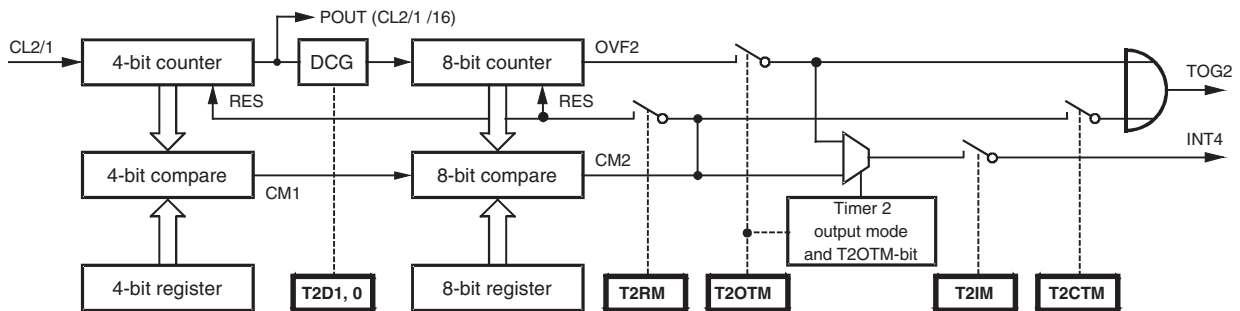 POUT (CL2/1 /16)
CL2/1
4-bit counter
DCG
8-bit counter
OVF2
TOG2
RES
RES
4-bit compare
CM1
8-bit compare
CM2
INT4
Timer 2
output mode
and T2OTM-bit
4-bit register
T2D1, 0
8-bit register
T2RM
T2OTM
T2IM
T2CTM